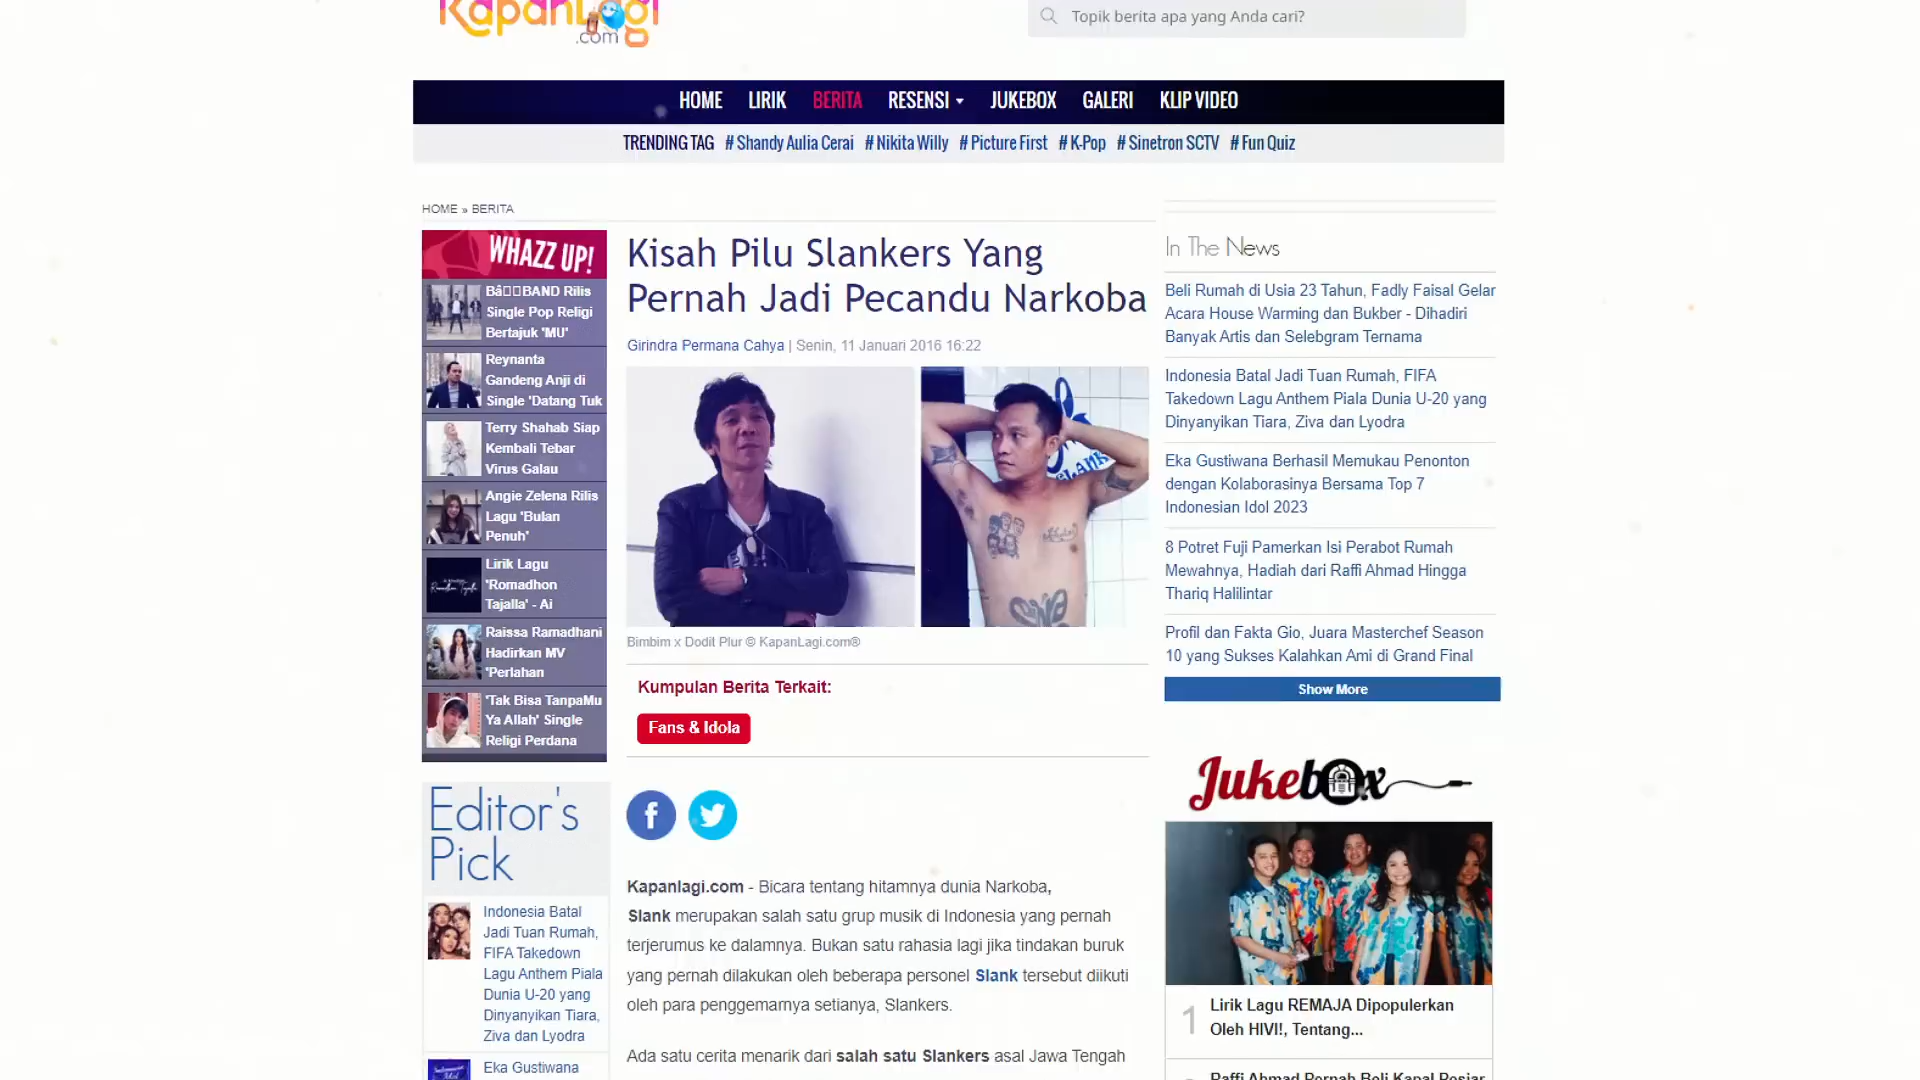 KapanLagi
.com
Topik berita apa yang Anda cari?
HOME LIRIK BERITA RESENSI JUKEBOX GALERI KLIP VIDEO
TRENDING TAG # Shandy Aulia Cerai # Nikita Willy # Picture First # K-Pop # Sinetron SCTV # Fun Quiz
HOME » BERITA
WHAZZ UP!
Bâ▯▯BAND Rilis
Single Pop Religi
Bertajuk 'MU'
Reynanta
Gandeng Anji di
Single 'Datang Tuk
Terry Shahab Siap
Kembali Tebar
Virus Galau
Angie Zelena Rilis
Lagu 'Bulan
Penuh'
Lirik Lagu
'Romadhon
Tajalla' - Ai
Raissa Ramadhani
Hadirkan MV
'Perlahan
'Tak Bisa TanpaMu
Ya Allah' Single
Religi Perdana
Editor's
Pick
Indonesia Batal
Jadi Tuan Rumah,
FIFA Takedown
Lagu Anthem Piala
Dunia U-20 yang
Dinyanyikan Tiara,
Ziva dan Lyodra
Eka Gustiwana
Kisah Pilu Slankers Yang
Pernah Jadi Pecandu Narkoba
Girindra Permana Cahya | Senin, 11 Januari 2016 16:22
Bimbim x Dodit Plur © KapanLagi.com®
Kumpulan Berita Terkait:
Fans & Idola
Kapanlagi.com - Bicara tentang hitamnya dunia Narkoba,
Slank merupakan salah satu grup musik di Indonesia yang pernah
terjerumus ke dalamnya. Bukan satu rahasia lagi jika tindakan buruk
yang pernah dilakukan oleh beberapa personel Slank tersebut diikuti
oleh para penggemarnya setianya, Slankers.
Ada satu cerita menarik dari salah satu Slankers asal Jawa Tengah
In The News
Beli Rumah di Usia 23 Tahun, Fadly Faisal Gelar
Acara House Warming dan Bukber - Dihadiri
Banyak Artis dan Selebgram Ternama
Indonesia Batal Jadi Tuan Rumah, FIFA
Takedown Lagu Anthem Piala Dunia U-20 yang
Dinyanyikan Tiara, Ziva dan Lyodra
Eka Gustiwana Berhasil Memukau Penonton
dengan Kolaborasinya Bersama Top 7
Indonesian Idol 2023
8 Potret Fuji Pamerkan Isi Perabot Rumah
Mewahnya, Hadiah dari Raffi Ahmad Hingga
Thariq Halilintar
Profil dan Fakta Gio, Juara Masterchef Season
10 yang Sukses Kalahkan Ami di Grand Final
Show More
Jukebox
1 Lirik Lagu REMAJA Dipopulerkan
Oleh HIVI!, Tentang...
Raffi Ahmad Pernah Beli Kapal Pesiar